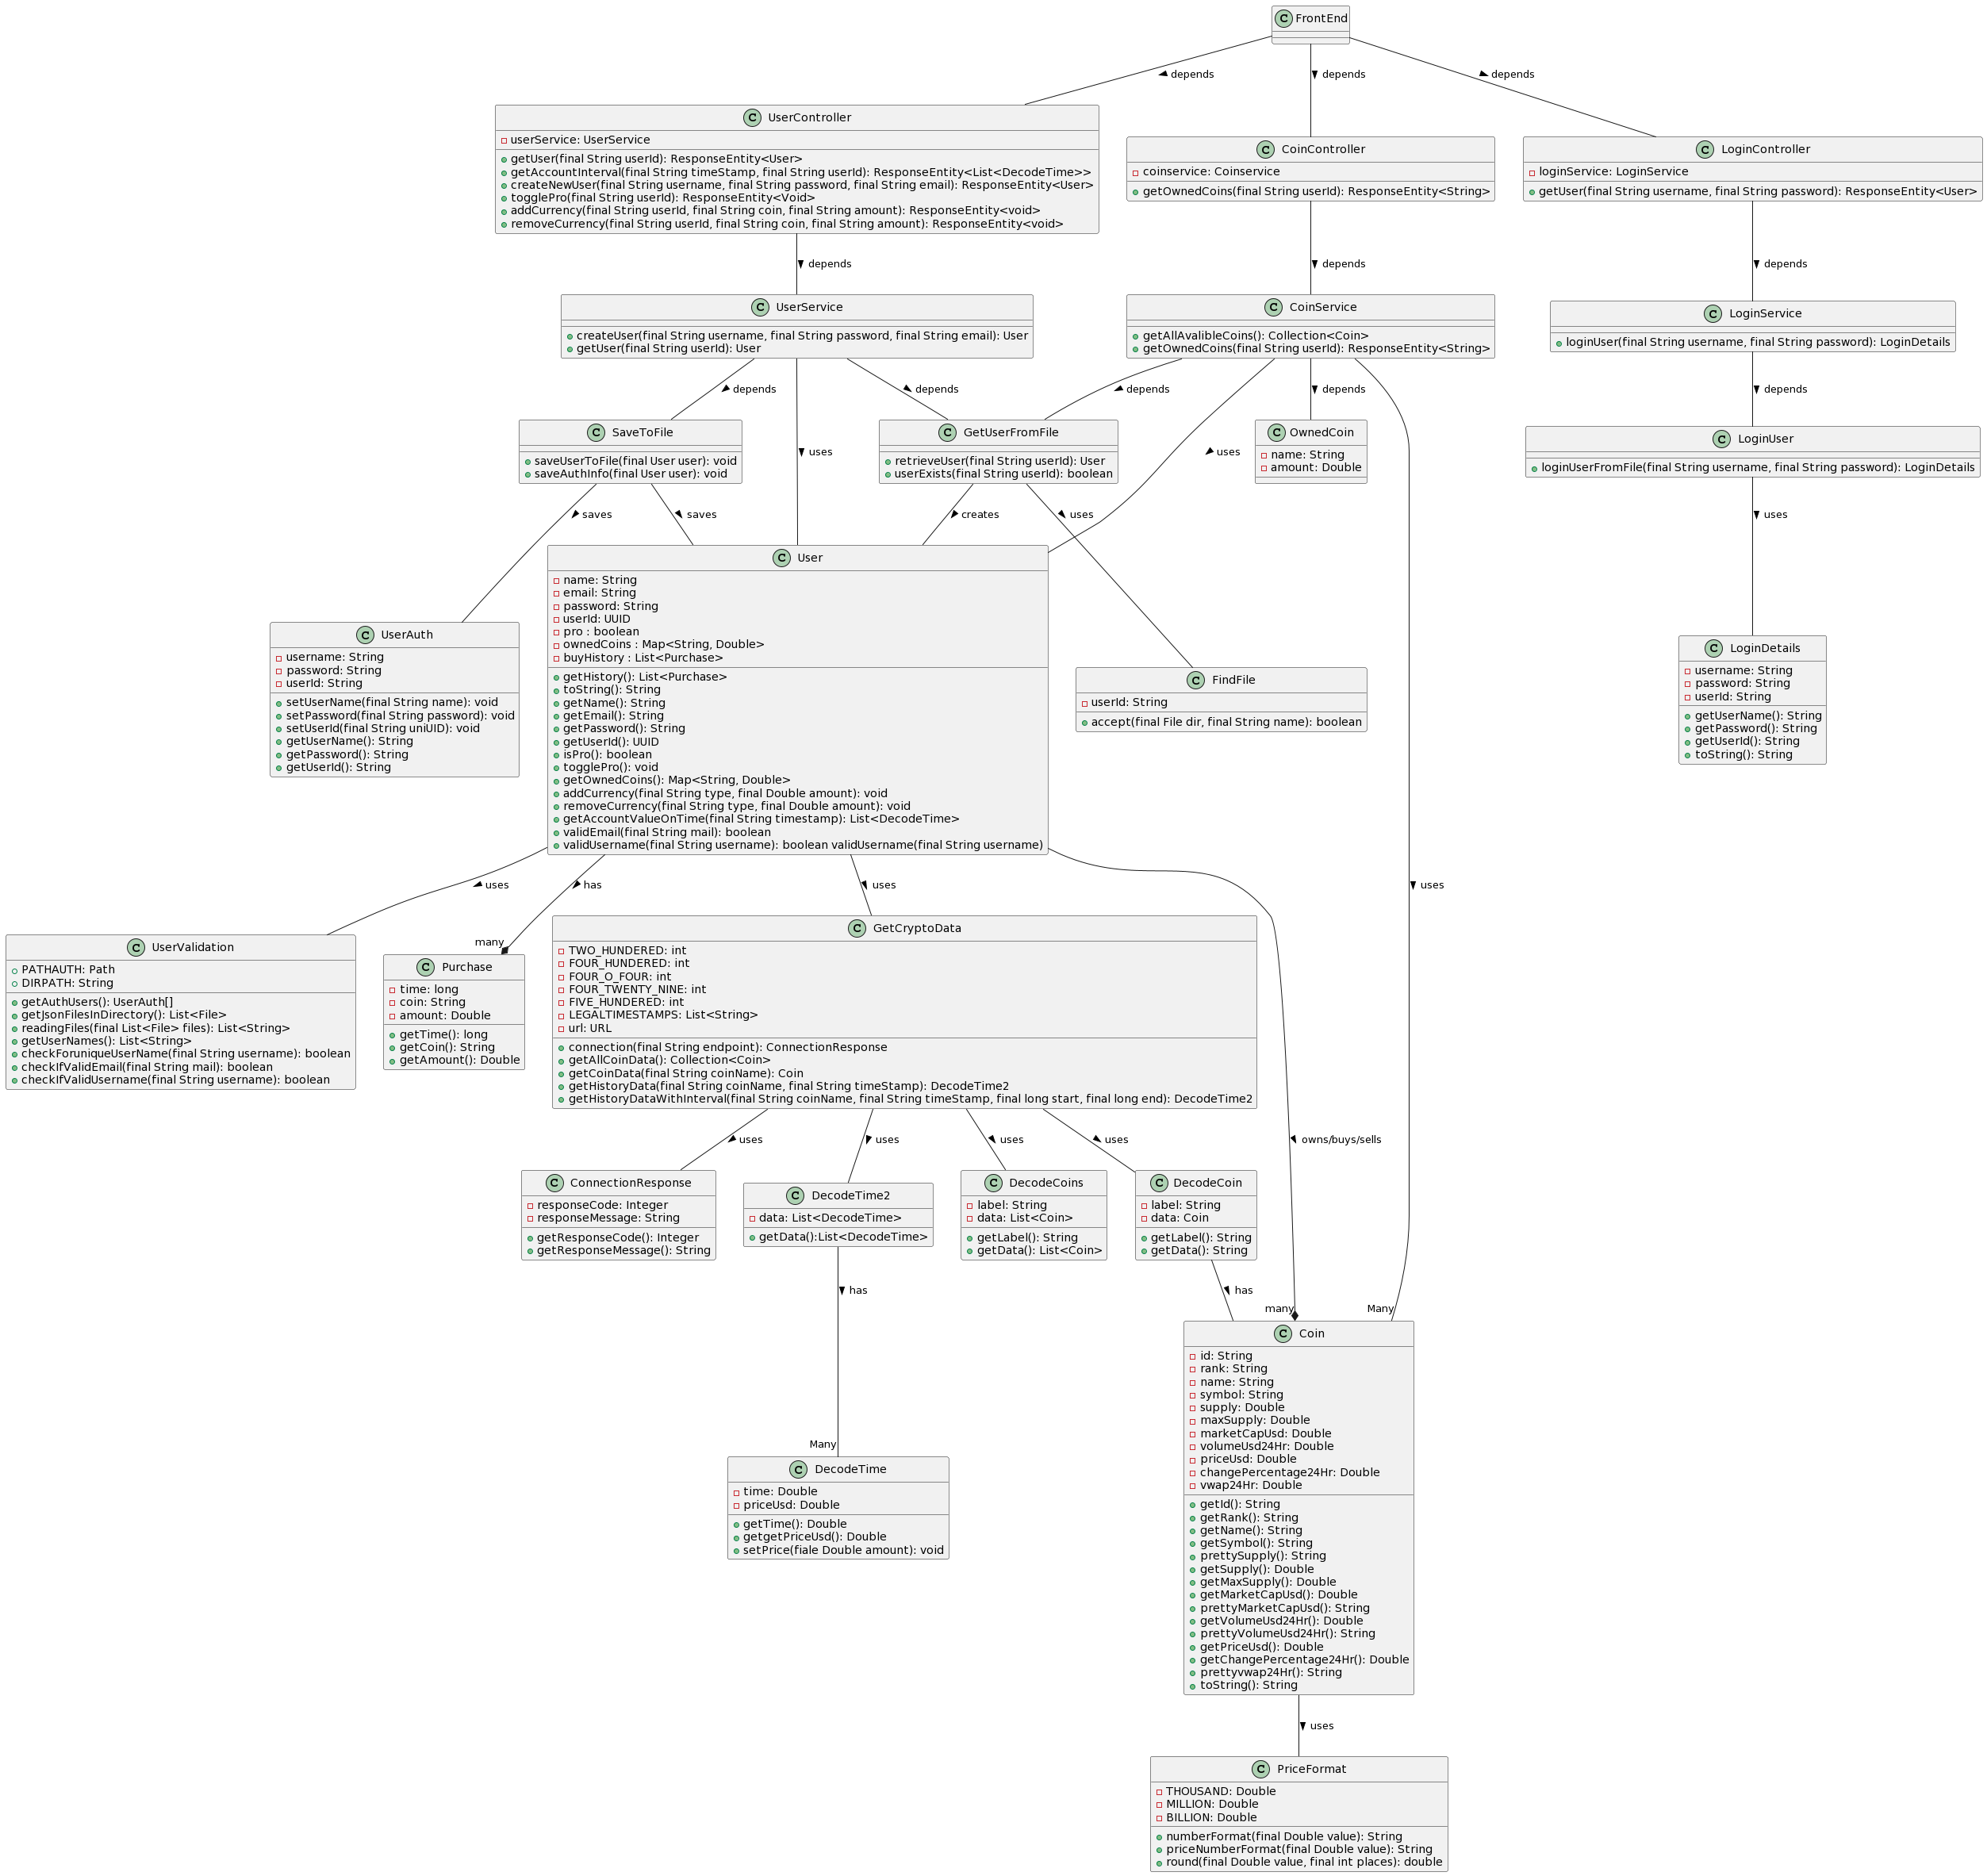 FrontEnd
depends
depends
depends
UserController
userService: UserService
getUser(final String userId): ResponseEntity<User>
getAccountInterval(final String timeStamp, final String userId): ResponseEntity<List<DecodeTime>>
createNewUser(final String username, final String password, final String email): ResponseEntity<User>
togglePro(final String userId): ResponseEntity<Void>
addCurrency(final String userId, final String coin, final String amount): ResponseEntity<void>
removeCurrency(final String userId, final String coin, final String amount): ResponseEntity<void>
CoinController
coinservice: Coinservice
getOwnedCoins(final String userId): ResponseEntity<String>
LoginController
loginService: LoginService
getUser(final String username, final String password): ResponseEntity<User>
depends
depends
depends
UserService
createUser(final String username, final String password, final String email): User
getUser(final String userId): User
CoinService
getAllAvalibleCoins(): Collection<Coin>
getOwnedCoins(final String userId): ResponseEntity<String>
LoginService
loginUser(final String username, final String password): LoginDetails
depends
depends
depends
depends
depends
SaveToFile
saveUserToFile(final User user): void
saveAuthInfo(final User user): void
uses
GetUserFromFile
retrieveUser(final String userId): User
userExists(final String userId): boolean
uses
OwnedCoin
name: String
amount: Double
LoginUser
loginUserFromFile(final String username, final String password): LoginDetails
saves
saves
creates
uses
uses
User
name: String
email: String
password: String
userId: UUID
pro : boolean
ownedCoins : Map<String, Double>
buyHistory : List<Purchase>
getHistory(): List<Purchase>
toString(): String
getName(): String
getEmail(): String
getPassword(): String
getUserId(): UUID
isPro(): boolean
togglePro(): void
getOwnedCoins(): Map<String, Double>
addCurrency(final String type, final Double amount): void
removeCurrency(final String type, final Double amount): void
getAccountValueOnTime(final String timestamp): List<DecodeTime>
validEmail(final String mail): boolean
validUsername(final String username): boolean validUsername(final String username)
UserAuth
username: String
password: String
userId: String
setUserName(final String name): void
setPassword(final String password): void
setUserId(final String uniUID): void
getUserName(): String
getPassword(): String
getUserId(): String
FindFile
userId: String
accept(final File dir, final String name): boolean
LoginDetails
username: String
password: String
userId: String
getUserName(): String
getPassword(): String
getUserId(): String
toString(): String
uses
has
uses
uses
many
UserValidation
PATHAUTH: Path
DIRPATH: String
getAuthUsers(): UserAuth[]
getJsonFilesInDirectory(): List<File>
readingFiles(final List<File> files): List<String>
getUserNames(): List<String>
checkForuniqueUserName(final String username): boolean
checkIfValidEmail(final String mail): boolean
checkIfValidUsername(final String username): boolean
Purchase
time: long
coin: String
amount: Double
getTime(): long
getCoin(): String
getAmount(): Double
GetCryptoData
TWO_HUNDERED: int
FOUR_HUNDERED: int
FOUR_O_FOUR: int
FOUR_TWENTY_NINE: int
FIVE_HUNDERED: int
LEGALTIMESTAMPS: List<String>
url: URL
connection(final String endpoint): ConnectionResponse
getAllCoinData(): Collection<Coin>
getCoinData(final String coinName): Coin
getHistoryData(final String coinName, final String timeStamp): DecodeTime2
getHistoryDataWithInterval(final String coinName, final String timeStamp, final long start, final long end): DecodeTime2
uses
uses
uses
uses
owns/buys/sells
ConnectionResponse
responseCode: Integer
responseMessage: String
getResponseCode(): Integer
getResponseMessage(): String
DecodeTime2
data: List<DecodeTime>
getData():List<DecodeTime>
DecodeCoins
label: String
data: List<Coin>
getLabel(): String
getData(): List<Coin>
DecodeCoin
label: String
data: Coin
getLabel(): String
getData(): String
has
has
many
Many
Coin
id: String
rank: String
name: String
symbol: String
supply: Double
maxSupply: Double
marketCapUsd: Double
volumeUsd24Hr: Double
priceUsd: Double
changePercentage24Hr: Double
vwap24Hr: Double
getId(): String
getRank(): String
getName(): String
getSymbol(): String
prettySupply(): String
getSupply(): Double
getMaxSupply(): Double
getMarketCapUsd(): Double
prettyMarketCapUsd(): String
getVolumeUsd24Hr(): Double
prettyVolumeUsd24Hr(): String
getPriceUsd(): Double
getChangePercentage24Hr(): Double
prettyvwap24Hr(): String
toString(): String
Many
DecodeTime
time: Double
priceUsd: Double
getTime(): Double
getgetPriceUsd(): Double
setPrice(fiale Double amount): void
uses
PriceFormat
THOUSAND: Double
MILLION: Double
BILLION: Double
numberFormat(final Double value): String
priceNumberFormat(final Double value): String
round(final Double value, final int places): double